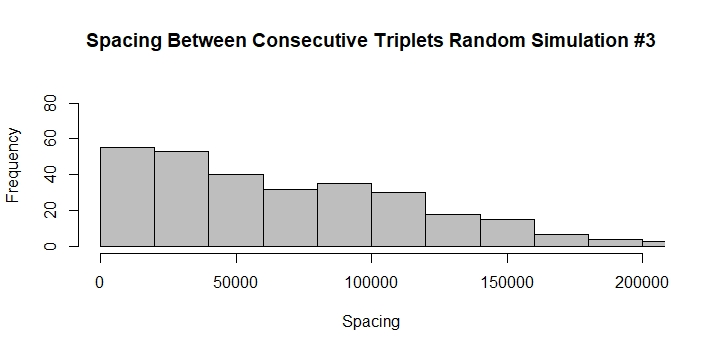 Spacing Between Consecutive Triplets Random Simulation #3
Frequency
80
60
40
20
0
0 50000 100000 150000 200000
Spacing